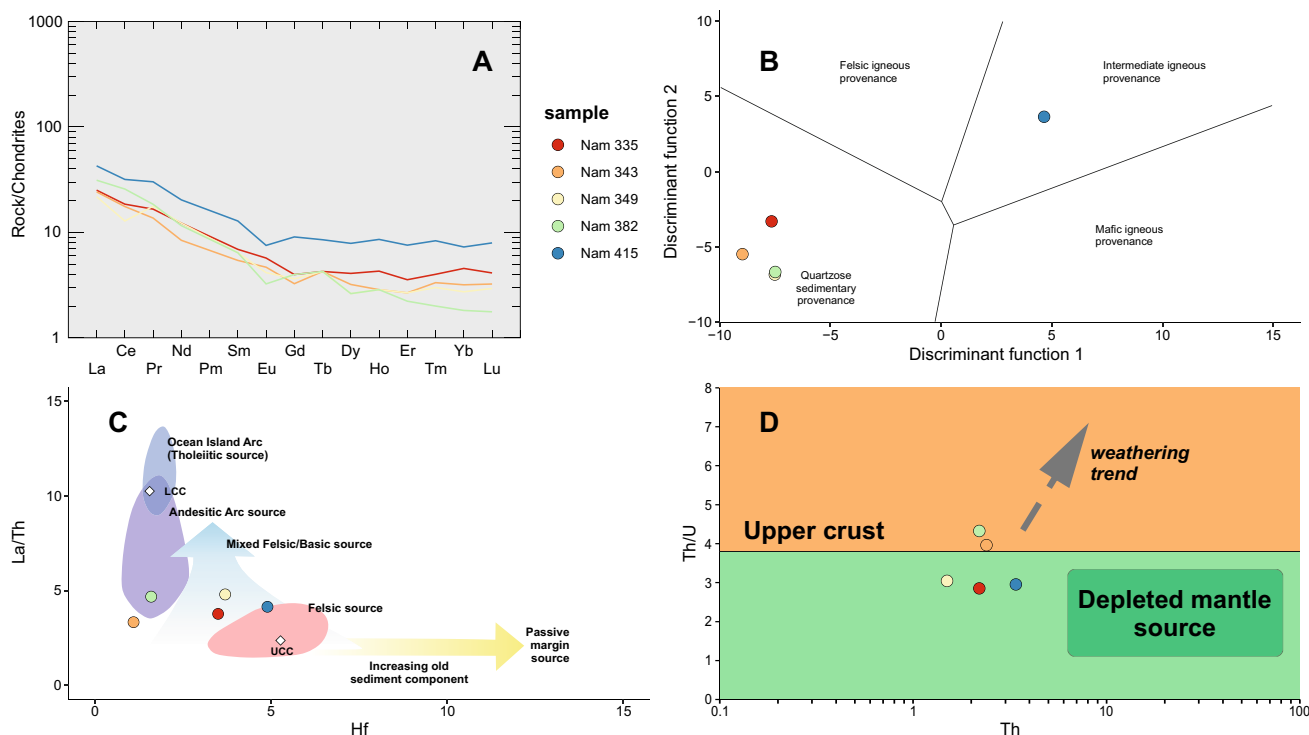 A
Rock/Chondrites
1000
100
10
1
Ce
Nd
Sm
Gd
Dy
Er
Yb
La
Pr
Pm
Eu
Tb
Ho
Tm
Lu
sample
Nam 335
Nam 343
Nam 349
Nam 382
Nam 415
B
Discriminant function 2
10
5
0
−5
−10
Felsic igneous
provenance
Intermediate igneous
provenance
Mafic igneous
provenance
Quartzose
sedimentary
provenance
−10
−5
0
5
10
15
Discriminant function 1
C
La/Th
15
10
5
0
Ocean Island Arc
(Tholeiitic source)
LCC
Andesitic Arc source
Mixed Felsic/Basic source
Felsic source
UCC
Passive
margin
source
Increasing old
sediment component
0
5
10
15
Hf
D
Th/U
8
7
6
5
4
3
2
1
0
weathering
trend
Upper crust
Depleted mantle
source
0.1
1
10
100
Th